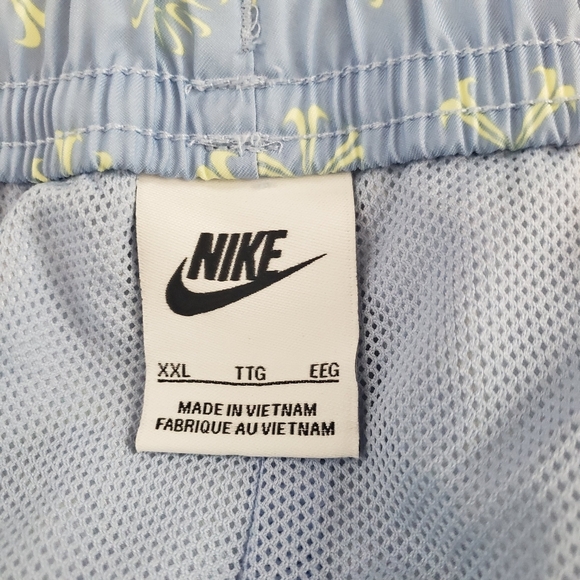 NIKE
XXL TTG EEG
MADE IN VIETNAM
FABRIQUE AU VIETNAM